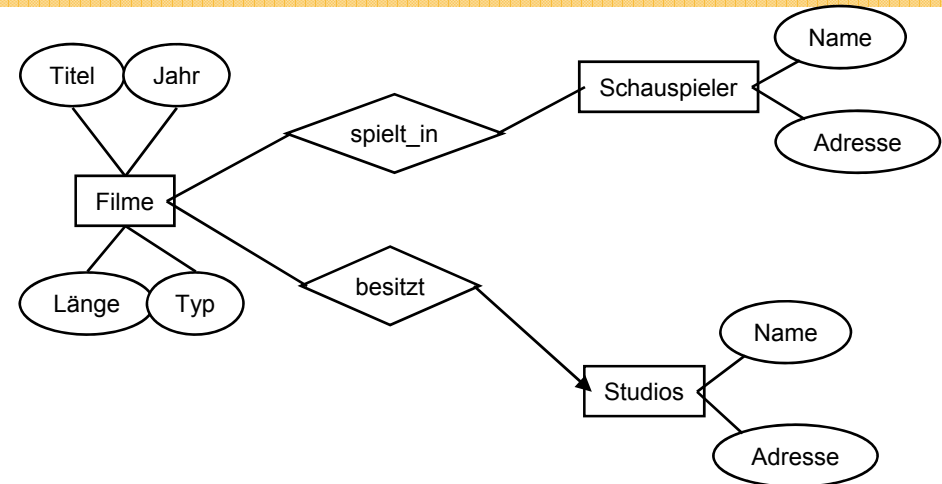 Name
Titel
Jahr
Schauspieler
spielt_in
Adresse
Filme
besitzt
Länge
Typ
Name
Studios
Adresse